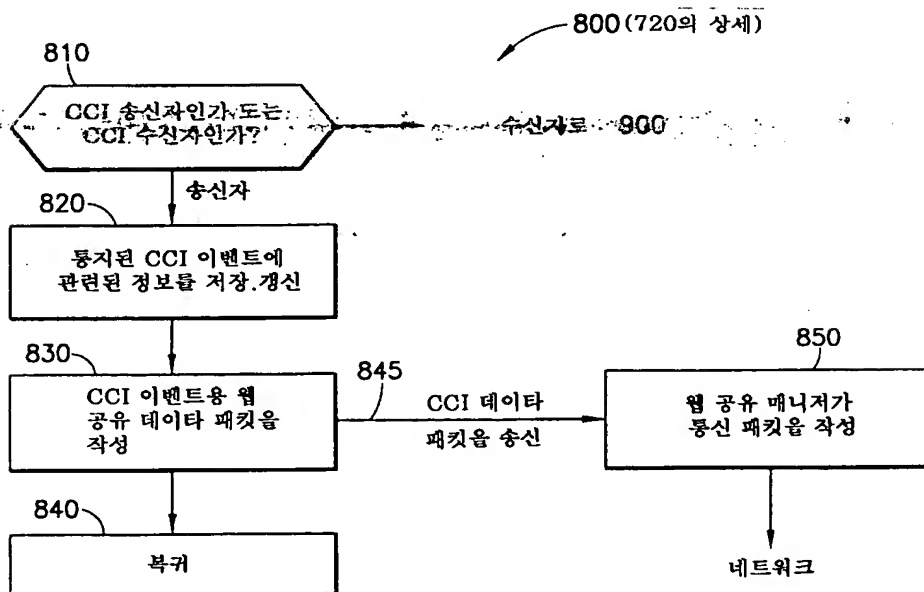 800 (720의 상세)
810
CCI 송신자인가 또는
CCI 수신자인가?
수신자로 900
송신자
820
통지된 CCI 이벤트에
관련된 정보를 저장.갱신
830
CCI 이벤트용 웹
공유 데이타 패킷을
작성
845
CCI 데이타
패킷을 송신
850
웹 공유 매니저가
통신 패킷을 작성
840
복귀
네트워크